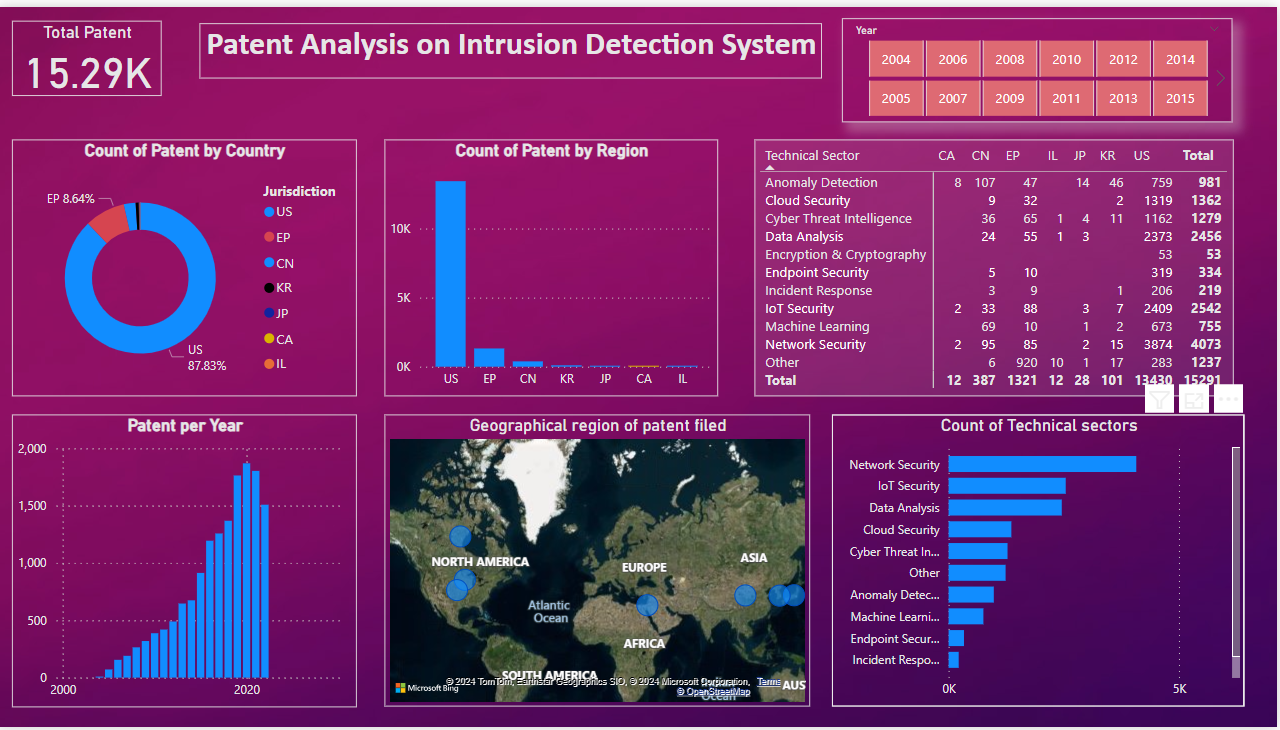 Total Patent
15.29K
Patent Analysis on Intrusion Detection System
Year
2004 2006 2008 2010 2012 2014
2005 2007 2009 2011 2013 2015
Count of Patent by Country
EP 8.64%
US
87.83%
Jurisdiction
US
EP
CN
KR
JP
CA
IL
Count of Patent by Region
10K
5K
0K
US EP CN KR JP CA IL
Technical Sector CA CN EP IL JP KR US Total
Anomaly Detection 8 107 47 14 46 759 981
Cloud Security 9 32 2 1319 1362
Cyber Threat Intelligence 36 65 1 4 11 1162 1279
Data Analysis 24 55 1 3 2373 2456
Encryption & Cryptography 53 53
Endpoint Security 5 10 319 334
Incident Response 3 9 1 206 219
IoT Security 2 33 88 3 7 2409 2542
Machine Learning 69 10 1 2 673 755
Network Security 2 95 85 2 15 3874 4073
Other 6 920 10 1 17 283 1237
Total 12 387 1321 12 28 101 13430 15291
Patent per Year
2,000
1,500
1,000
500
0
2000 2020
Geographical region of patent filed
NORTH AMERICA
EUROPE
ASIA
Atlantic
Ocean
AFRICA
SOUTH AMERICA
AUS
Ocean
Microsoft Bing
© 2024 TomTom, Earthstar Geographics SIO, © 2024 Microsoft Corporation, Terms
© OpenStreetMap
Count of Technical sectors
Network Security
IoT Security
Data Analysis
Cloud Security
Cyber Threat In...
Other
Anomaly Detec...
Machine Learni...
Endpoint Secur...
Incident Respo...
0K 5K